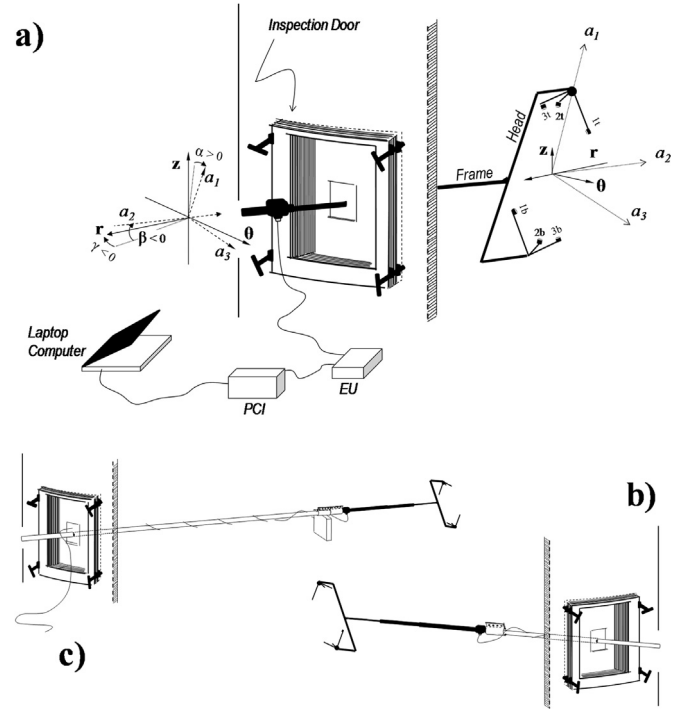 a)
Inspection Door
a1
Head
3t
2t
1t
z
α>0
a1
Frame
z
r
a2
θ
a2
r
β<0
γ<0
θ
a3
1b
2b
3b
a3
Laptop
Computer
PCI
EU
b)
c)